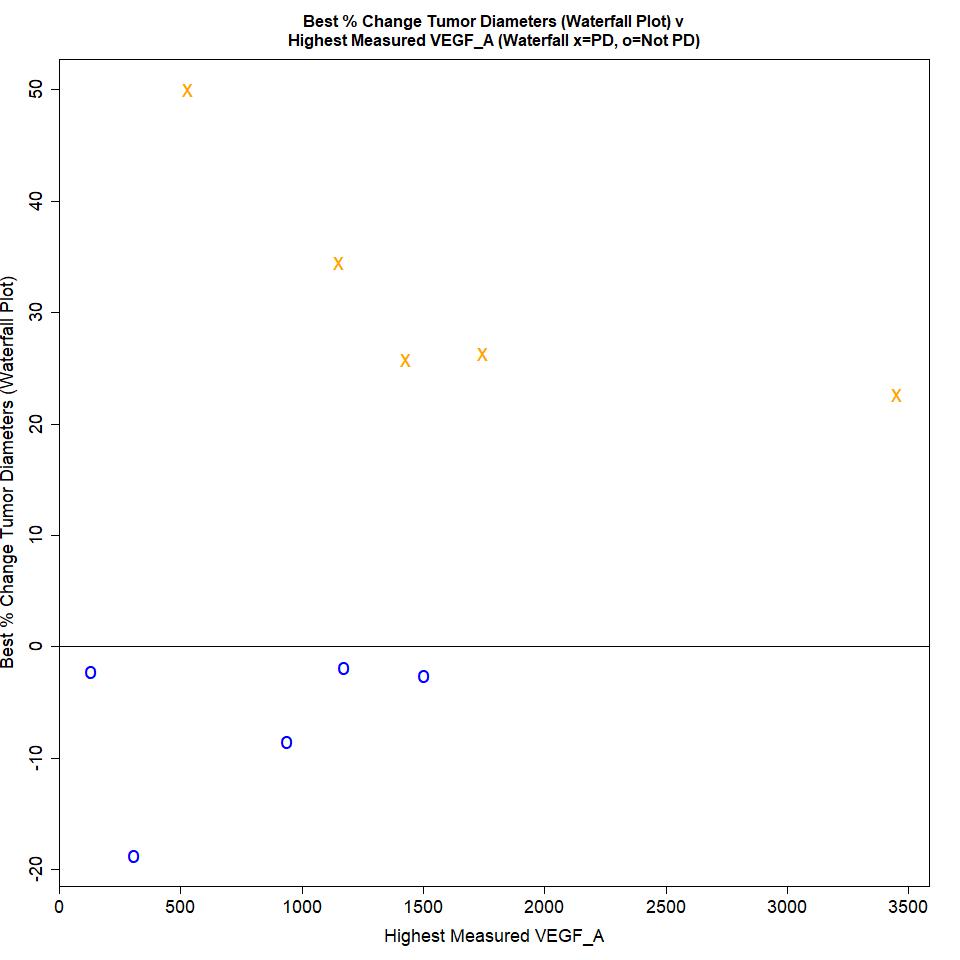 Best % Change Tumor Diameters (Waterfall Plot) v
Highest Measured VEGF_A (Waterfall x=PD, o=Not PD)
Best % Change Tumor Diameters (Waterfall Plot)
50
40
30
20
10
0
-10
-20
X
X
X
X
X
O
O
O
O
O
0 500 1000 1500 2000 2500 3000 3500
Highest Measured VEGF_A